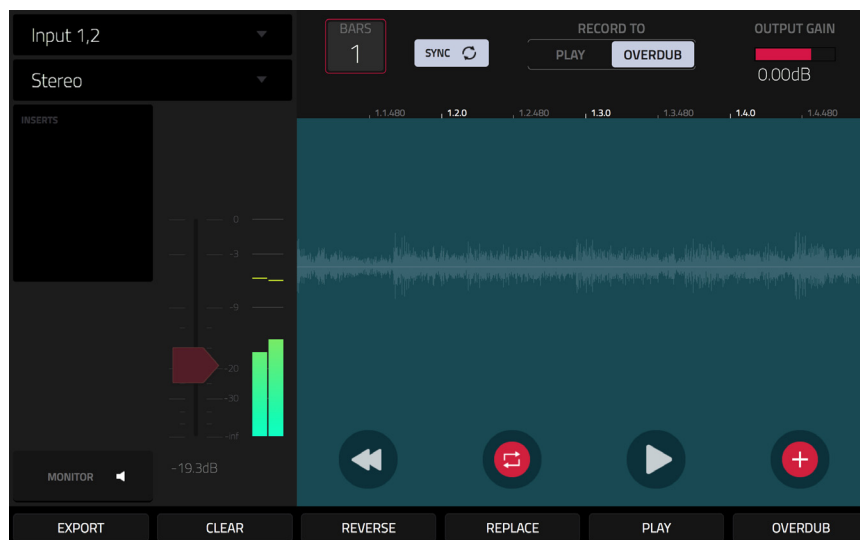 Input 1,2
Stereo
BARS
1
SYNC
RECORD TO
PLAY OVERDUB
OUTPUT GAIN
0.00dB
1.1.480 1.2.0 1.2.480 1.3.0 1.3.480 1.4.0 1.4.480
INSERTS
0
-3
-9
-20
-30
-inf
-19.3dB
MONITOR
EXPORT CLEAR REVERSE REPLACE PLAY OVERDUB